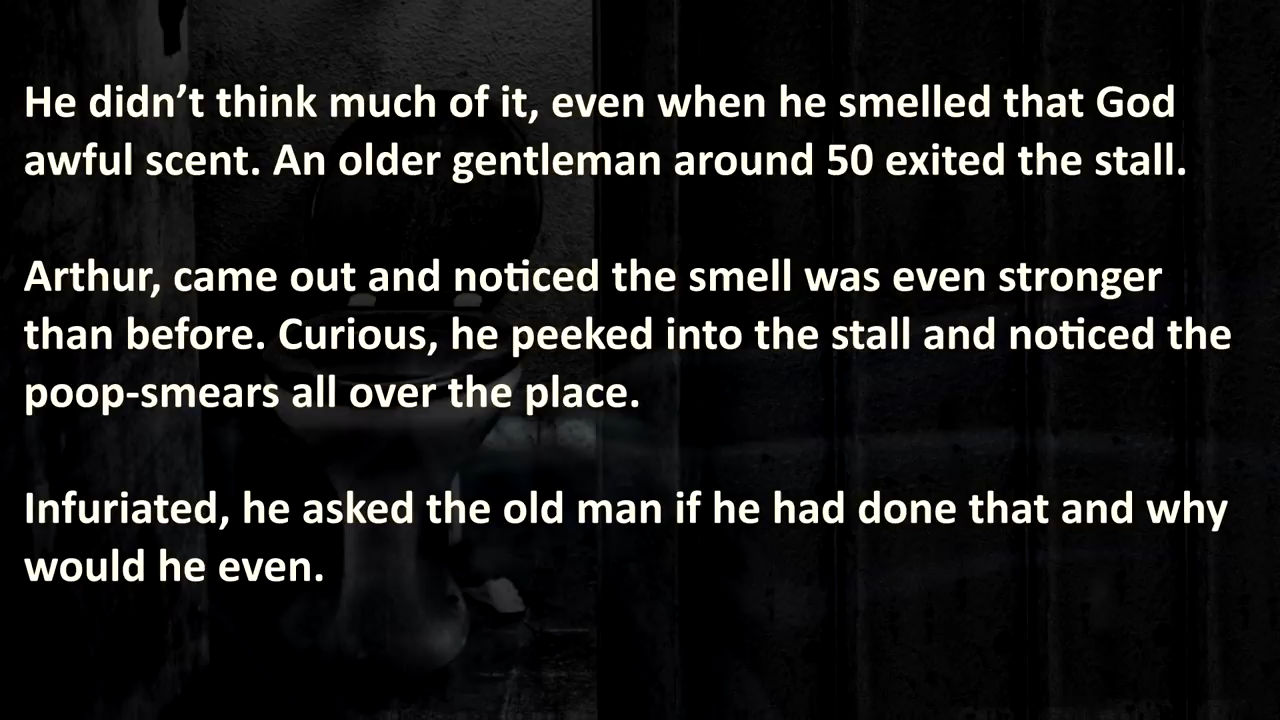 He didn’t think much of it, even when he smelled that God
awful scent. An older gentleman around 50 exited the stall.
Arthur, came out and noticed the smell was even stronger
than before. Curious, he peeked into the stall and noticed the
poop-smears all over the place.
Infuriated, he asked the old man if he had done that and why
would he even.